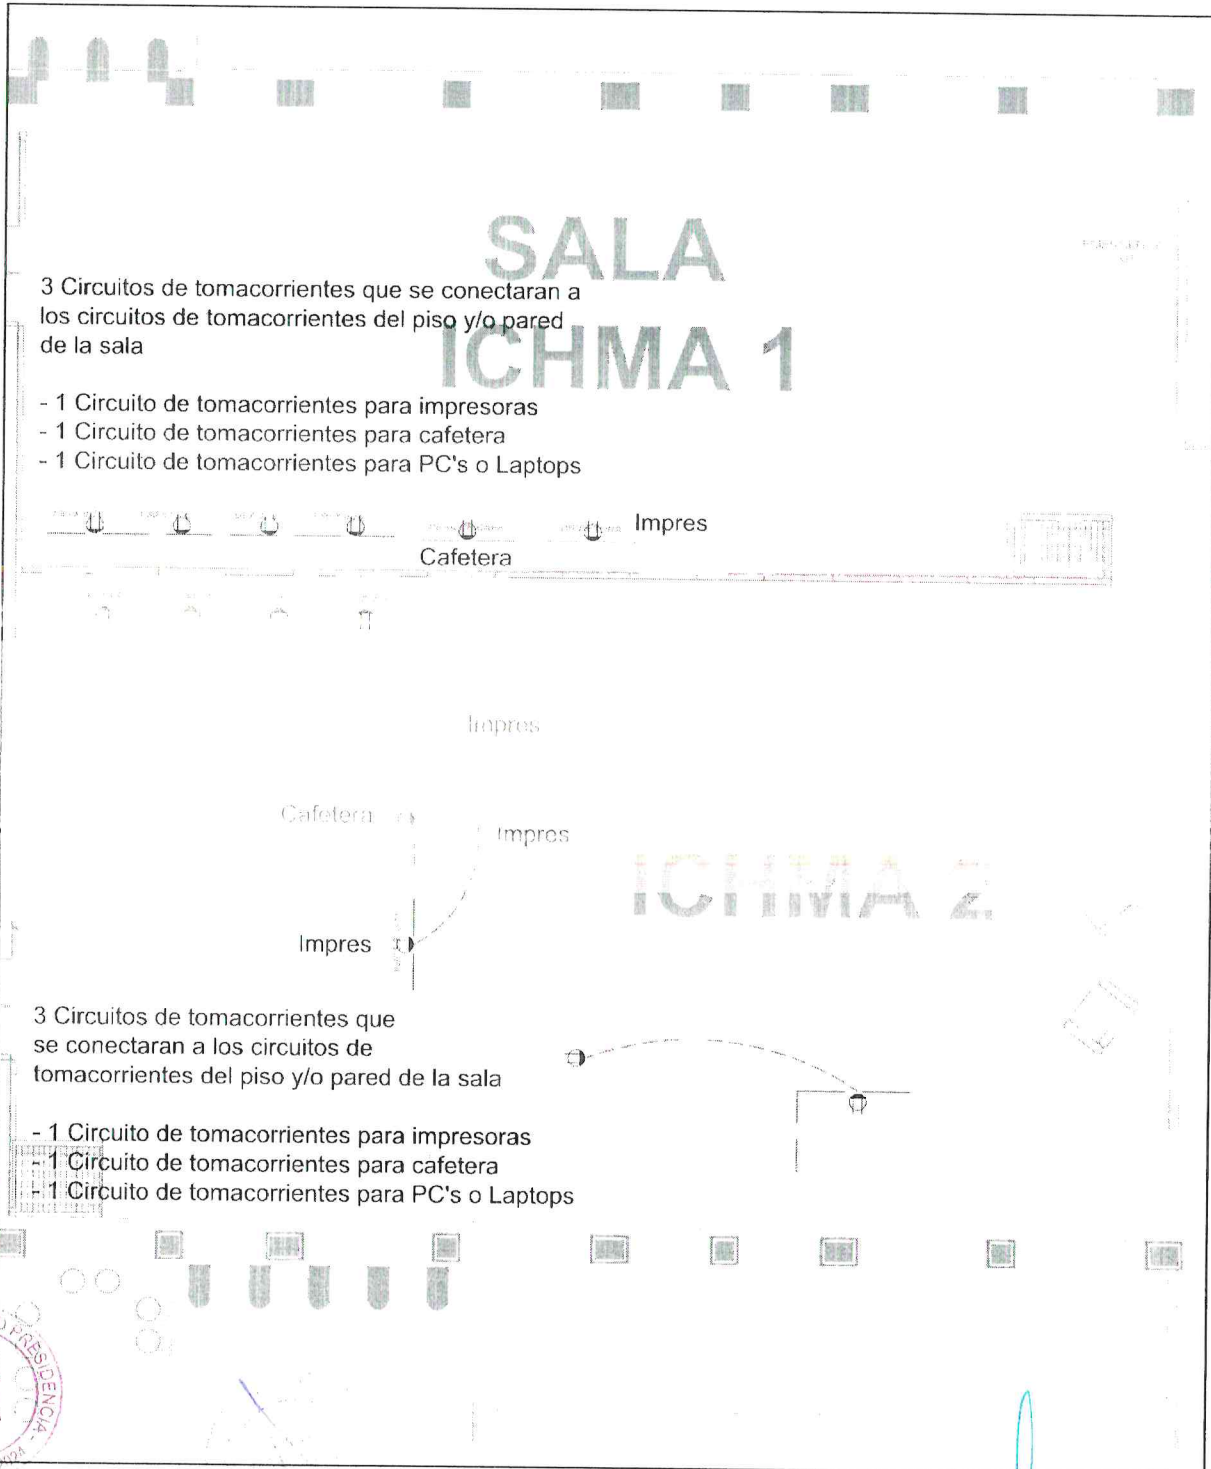 SALA
ICHMA 1
3 Circuitos de tomacorrientes que se conectaran a
los circuitos de tomacorrientes del piso y/o pared
de la sala
- 1 Circuito de tomacorrientes para impresoras
- 1 Circuito de tomacorrientes para cafetera
- 1 Circuito de tomacorrientes para PC's o Laptops
Impres
Cafetera
Impres
Cafetera
Impres
ICHMA 2
Impres
3 Circuitos de tomacorrientes que
se conectaran a los circuitos de
tomacorrientes del piso y/o pared de la sala
- 1 Circuito de tomacorrientes para impresoras
- 1 Circuito de tomacorrientes para cafetera
- 1 Circuito de tomacorrientes para PC's o Laptops
PRESIDENCIA